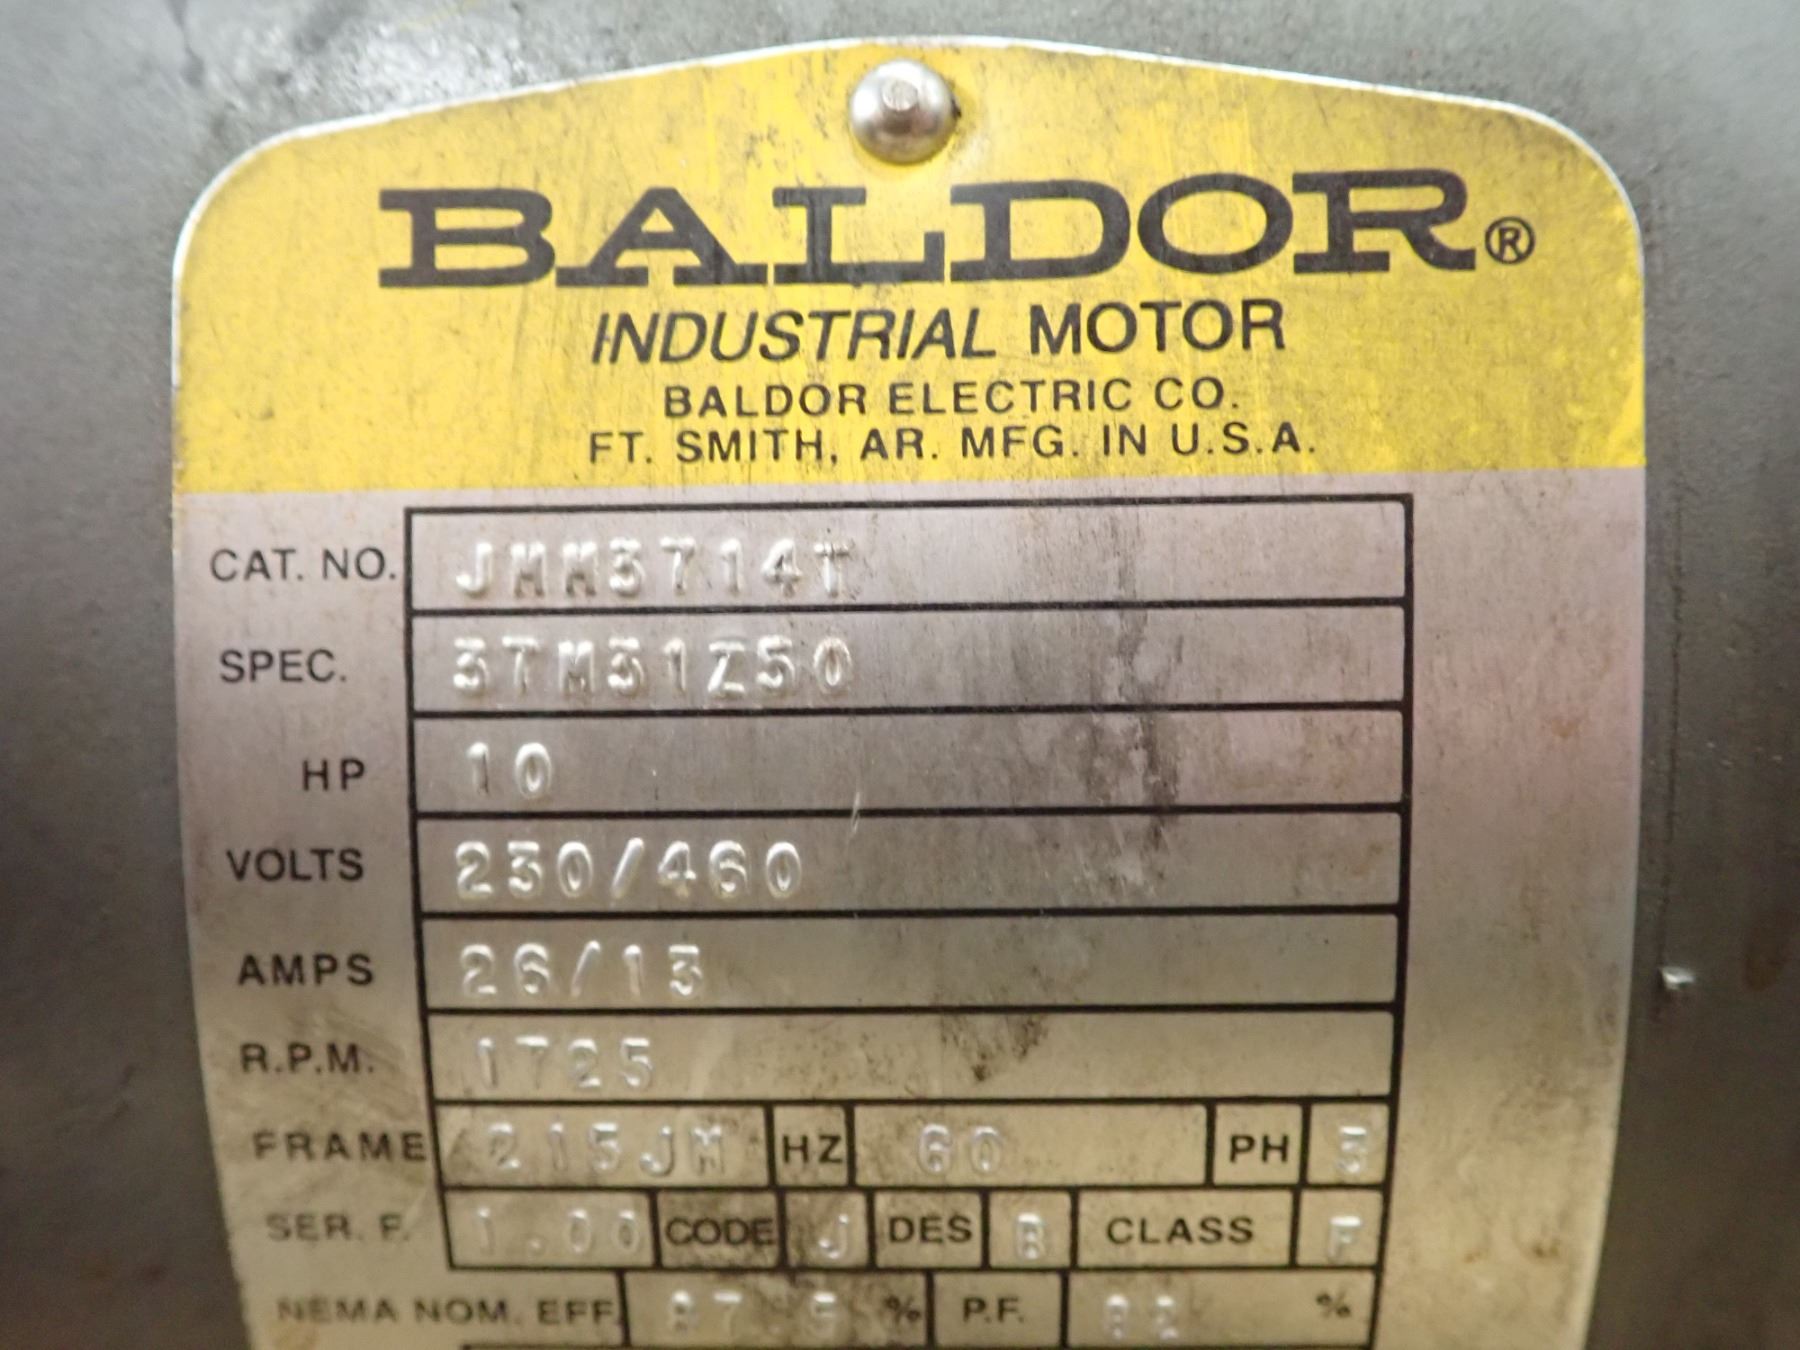 BALDOR®
INDUSTRIAL MOTOR
BALDOR ELECTRIC CO.
FT. SMITH, AR. MFG. IN U.S.A.
CAT. NO. JMM3714T
SPEC. 37M31Z50
HP 10
VOLTS 230/460
AMPS 26/13
R.P.M. 1725
FRAME 215JM HZ 60 PH 3
SER. F. 1.00 CODE J DES B CLASS F
NEMA NOM. EFF. 87.5 % P.F. %